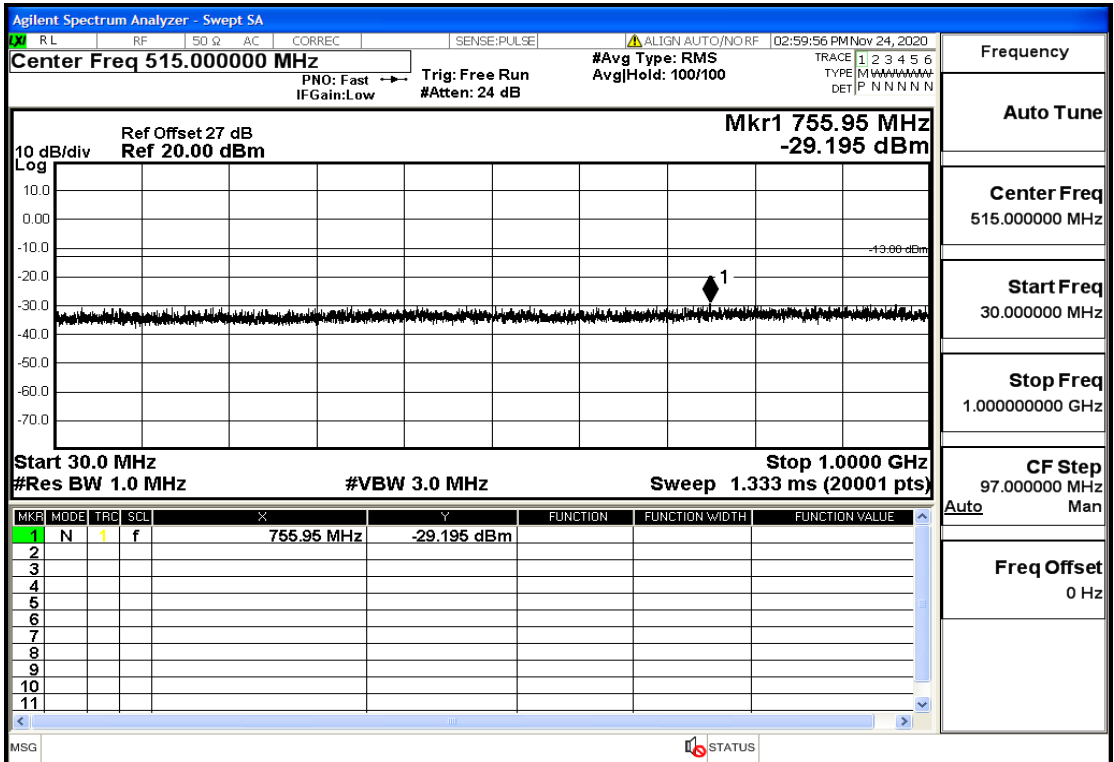 Agilent Spectrum Analyzer - Swept SA
LXI RL RF 50 Ω AC CORREC SENSE:PULSE ALIGN AUTO/NO RF 02:59:56 PM Nov 24, 2020
Center Freq 515.000000 MHz
PNO: Fast
IFGain:Low
Trig: Free Run
#Atten: 24 dB
#Avg Type: RMS
Avg|Hold: 100/100
TRACE 1 2 3 4 5 6
TYPE M WWWWW
DET P N N N N N
Ref Offset 27 dB
10 dB/div Ref 20.00 dBm
Log
Mkr1 755.95 MHz
-29.195 dBm
10.0
0.00
-10.0
-13.00 dBm
-20.0
1
-30.0
-40.0
-50.0
-60.0
-70.0
Start 30.0 MHz Stop 1.0000 GHz
#Res BW 1.0 MHz #VBW 3.0 MHz Sweep 1.333 ms (20001 pts)
MKR MODE TRC SCL X Y FUNCTION FUNCTION WIDTH FUNCTION VALUE
1 N 1 f 755.95 MHz -29.195 dBm
2
3
4
5
6
7
8
9
10
11
MSG STATUS
Frequency
Auto Tune
Center Freq
515.000000 MHz
Start Freq
30.000000 MHz
Stop Freq
1.000000000 GHz
CF Step
97.000000 MHz
Auto Man
Freq Offset
0 Hz